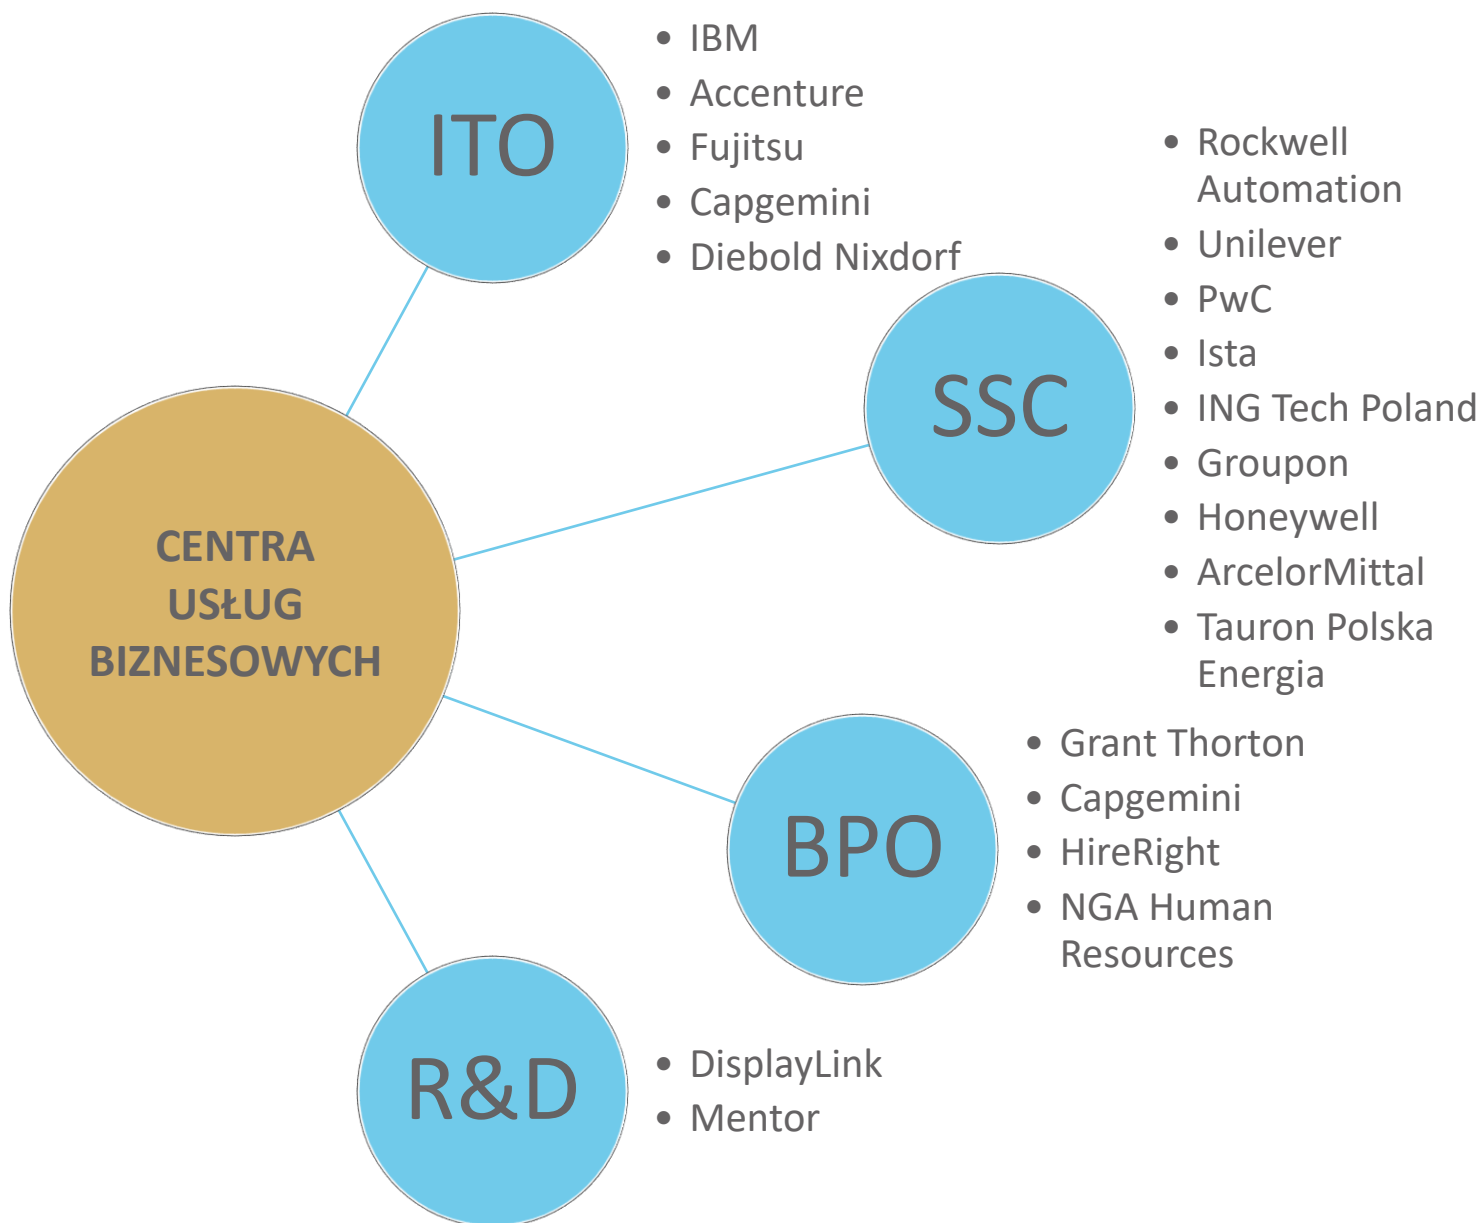 CENTRA
USŁUG
BIZNESOWYCH
ITO
• IBM
• Accenture
• Fujitsu
• Capgemini
• Diebold Nixdorf
SSC
• Rockwell
Automation
• Unilever
• PwC
• Ista
• ING Tech Poland
• Groupon
• Honeywell
• ArcelorMittal
• Tauron Polska
Energia
BPO
• Grant Thorton
• Capgemini
• HireRight
• NGA Human
Resources
R&D
• DisplayLink
• Mentor